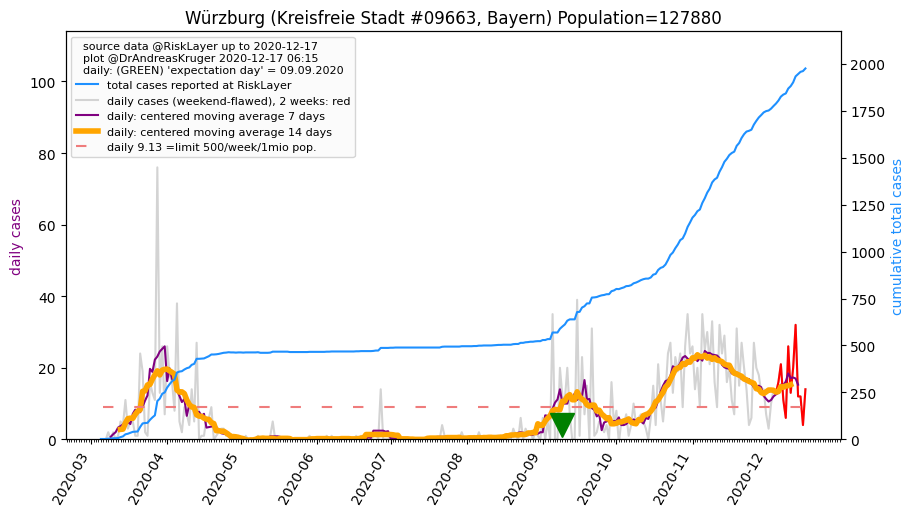 Würzburg (Kreisfreie Stadt #09663, Bayern) Population=127880
source data @RiskLayer up to 2020-12-17
plot @DrAndreasKruger 2020-12-17 06:15
daily: (GREEN) 'expectation day' = 09.09.2020
total cases reported at RiskLayer
daily cases (weekend-flawed), 2 weeks: red
daily: centered moving average 7 days
daily: centered moving average 14 days
daily 9.13 =limit 500/week/1mio pop.
daily cases
100
80
60
40
20
0
cumulative total cases
2000
1750
1500
1250
1000
750
500
250
0
2020-03
2020-04
2020-05
2020-06
2020-07
2020-08
2020-09
2020-10
2020-11
2020-12